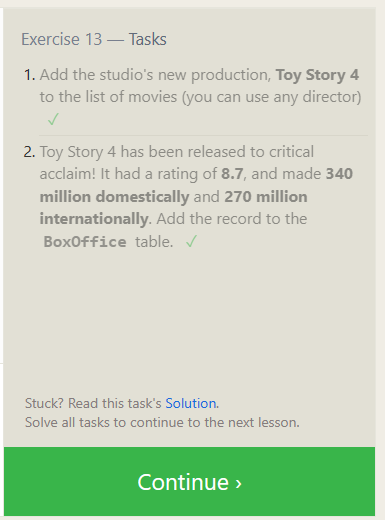 Exercise 13 — Tasks
1. Add the studio's new production, Toy Story 4
to the list of movies (you can use any director)
✓
2. Toy Story 4 has been released to critical
acclaim! It had a rating of 8.7, and made 340
million domestically and 270 million
internationally. Add the record to the
BoxOffice table. ✓
Stuck? Read this task's Solution.
Solve all tasks to continue to the next lesson.
Continue ›